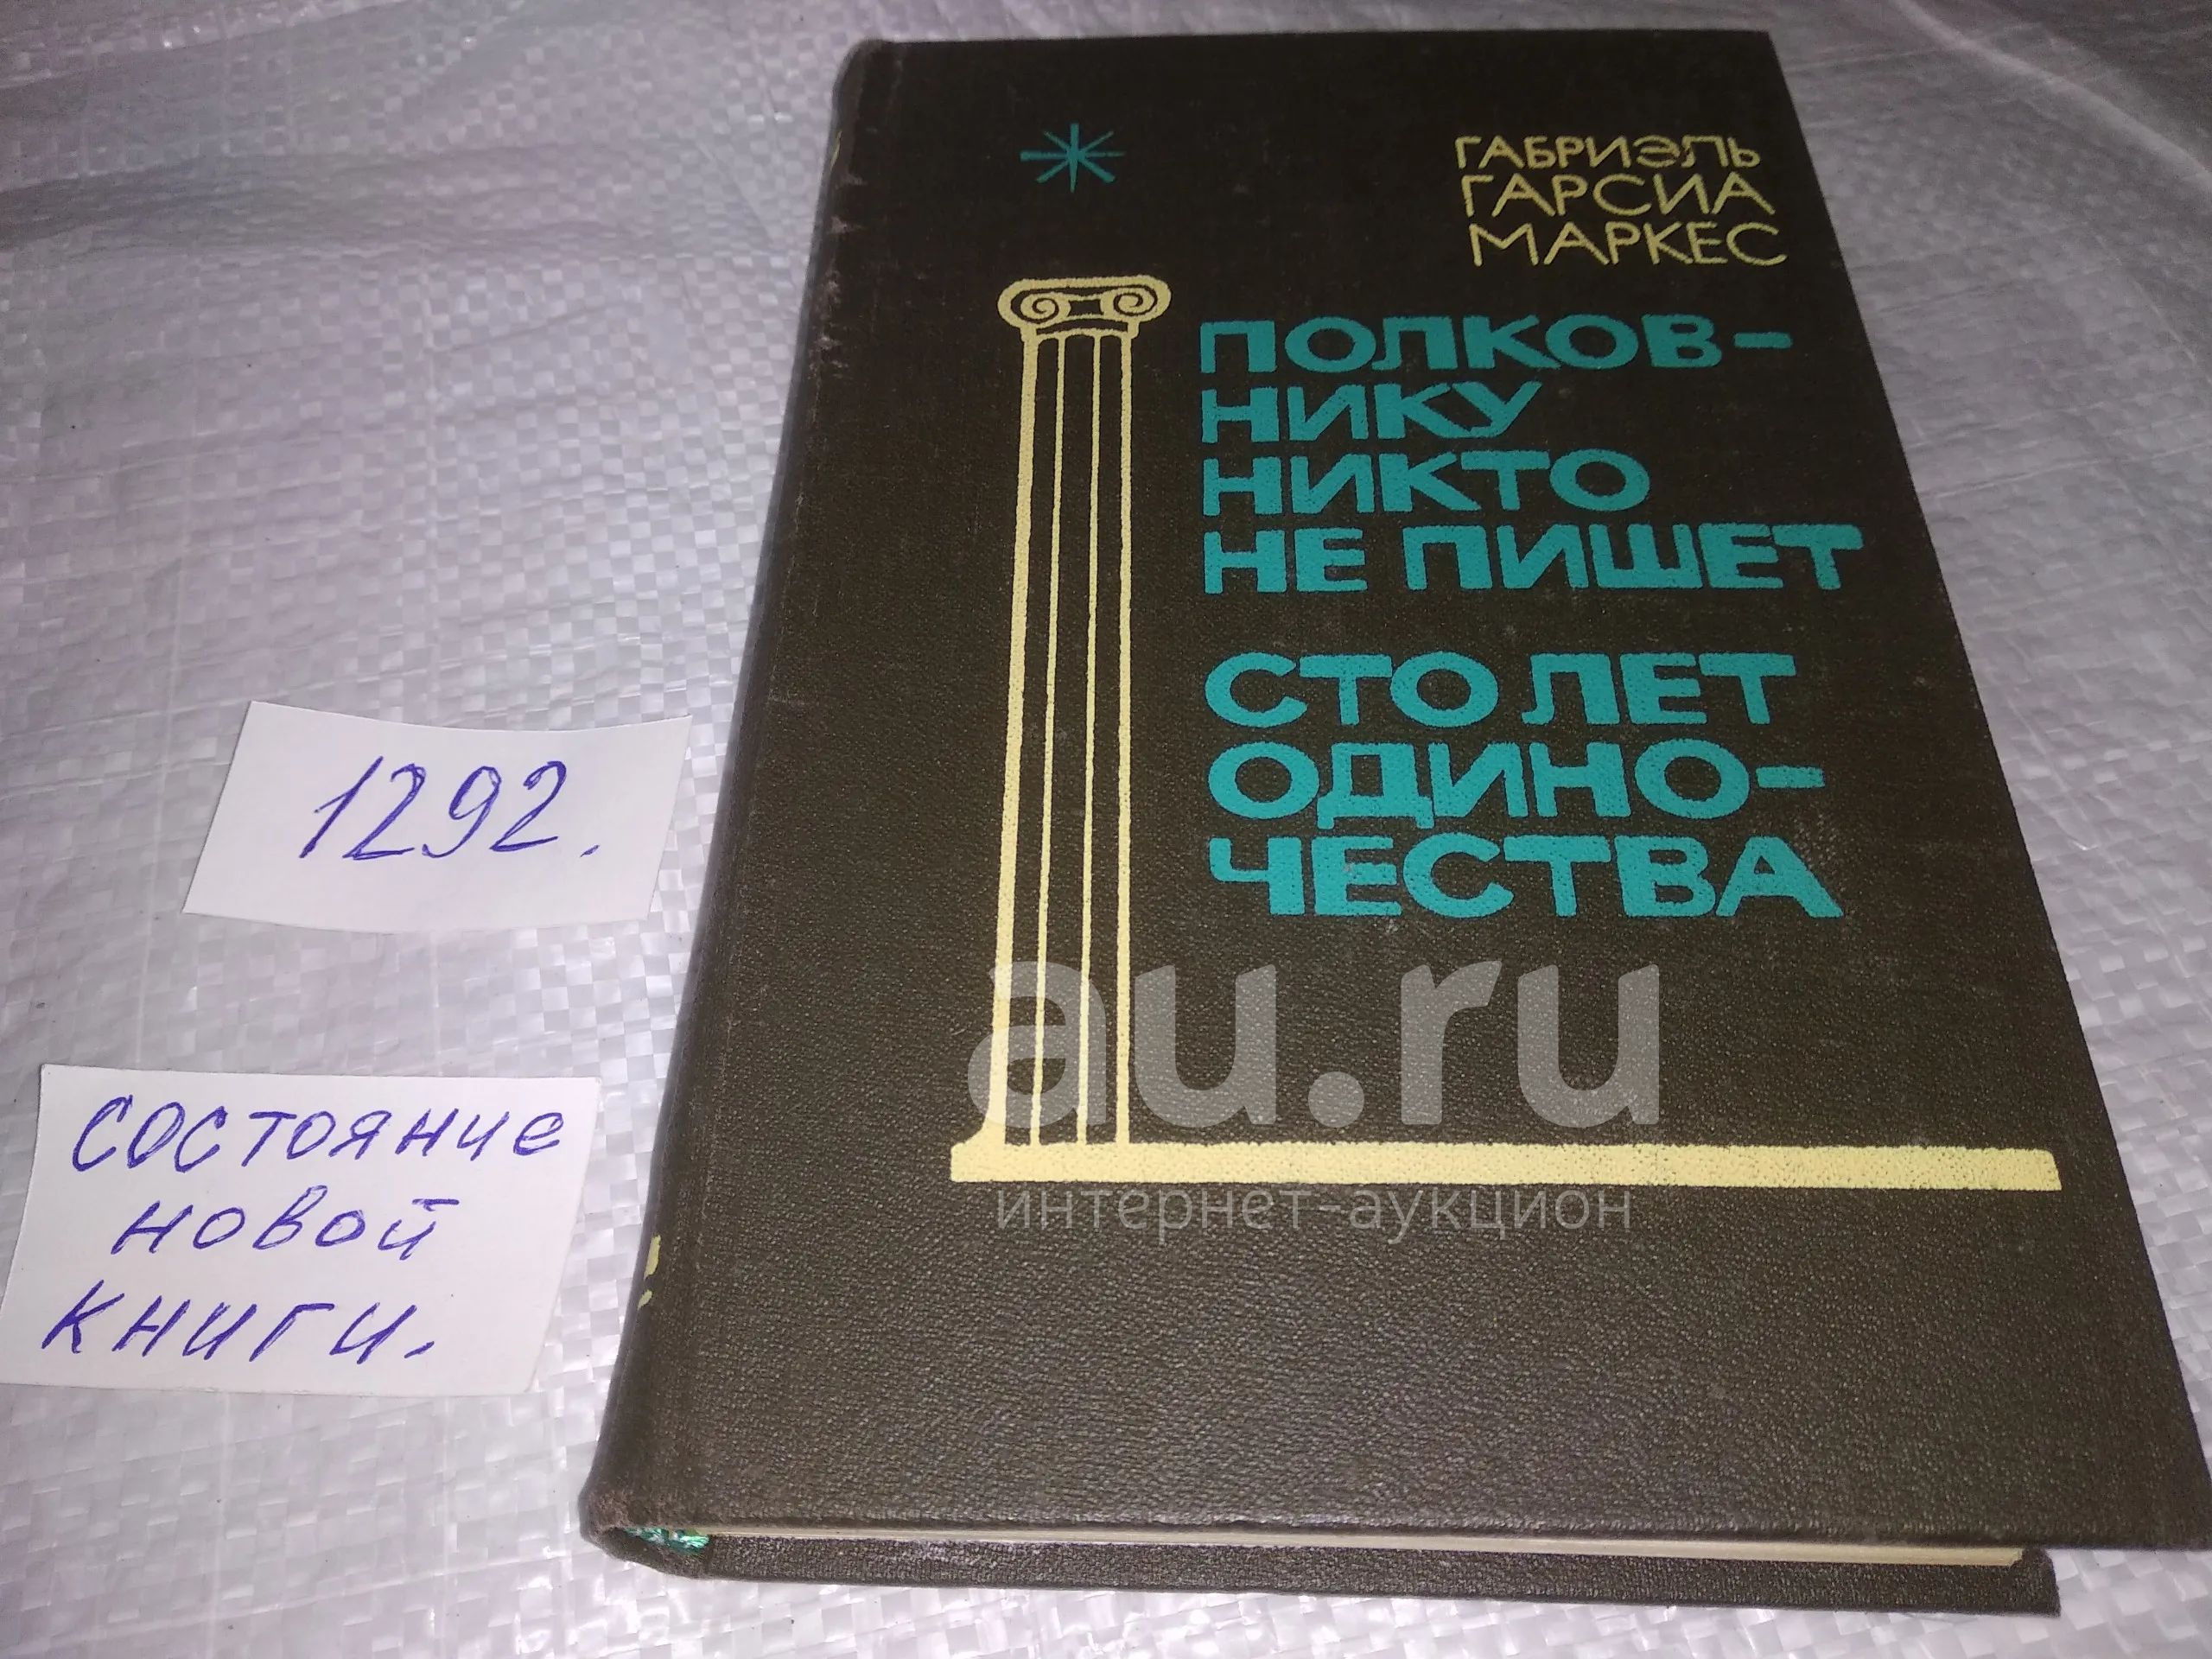 ГАБРИЭЛЬ
ГАРСИА
МАРКЕС
ПОЛКОВ-
НИКУ
НИКТО
НЕ ПИШЕТ
СТО ЛЕТ
ОДИНО-
ЧЕСТВА
1292.
состояние
новой
книги.
au.ru
интернет-аукцион